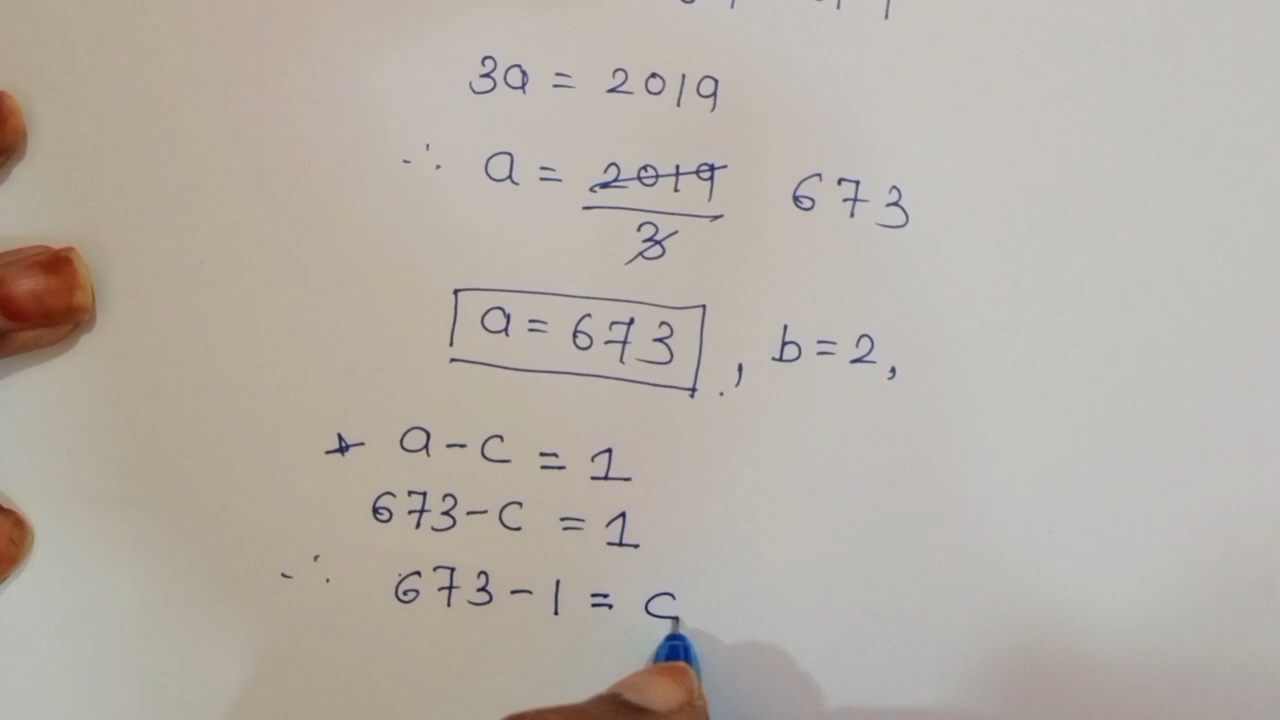 3a = 2019
∴ a = 2019/3 673
a = 673, b = 2,
* a - c = 1
673 - c = 1
∴ 673 - 1 = c